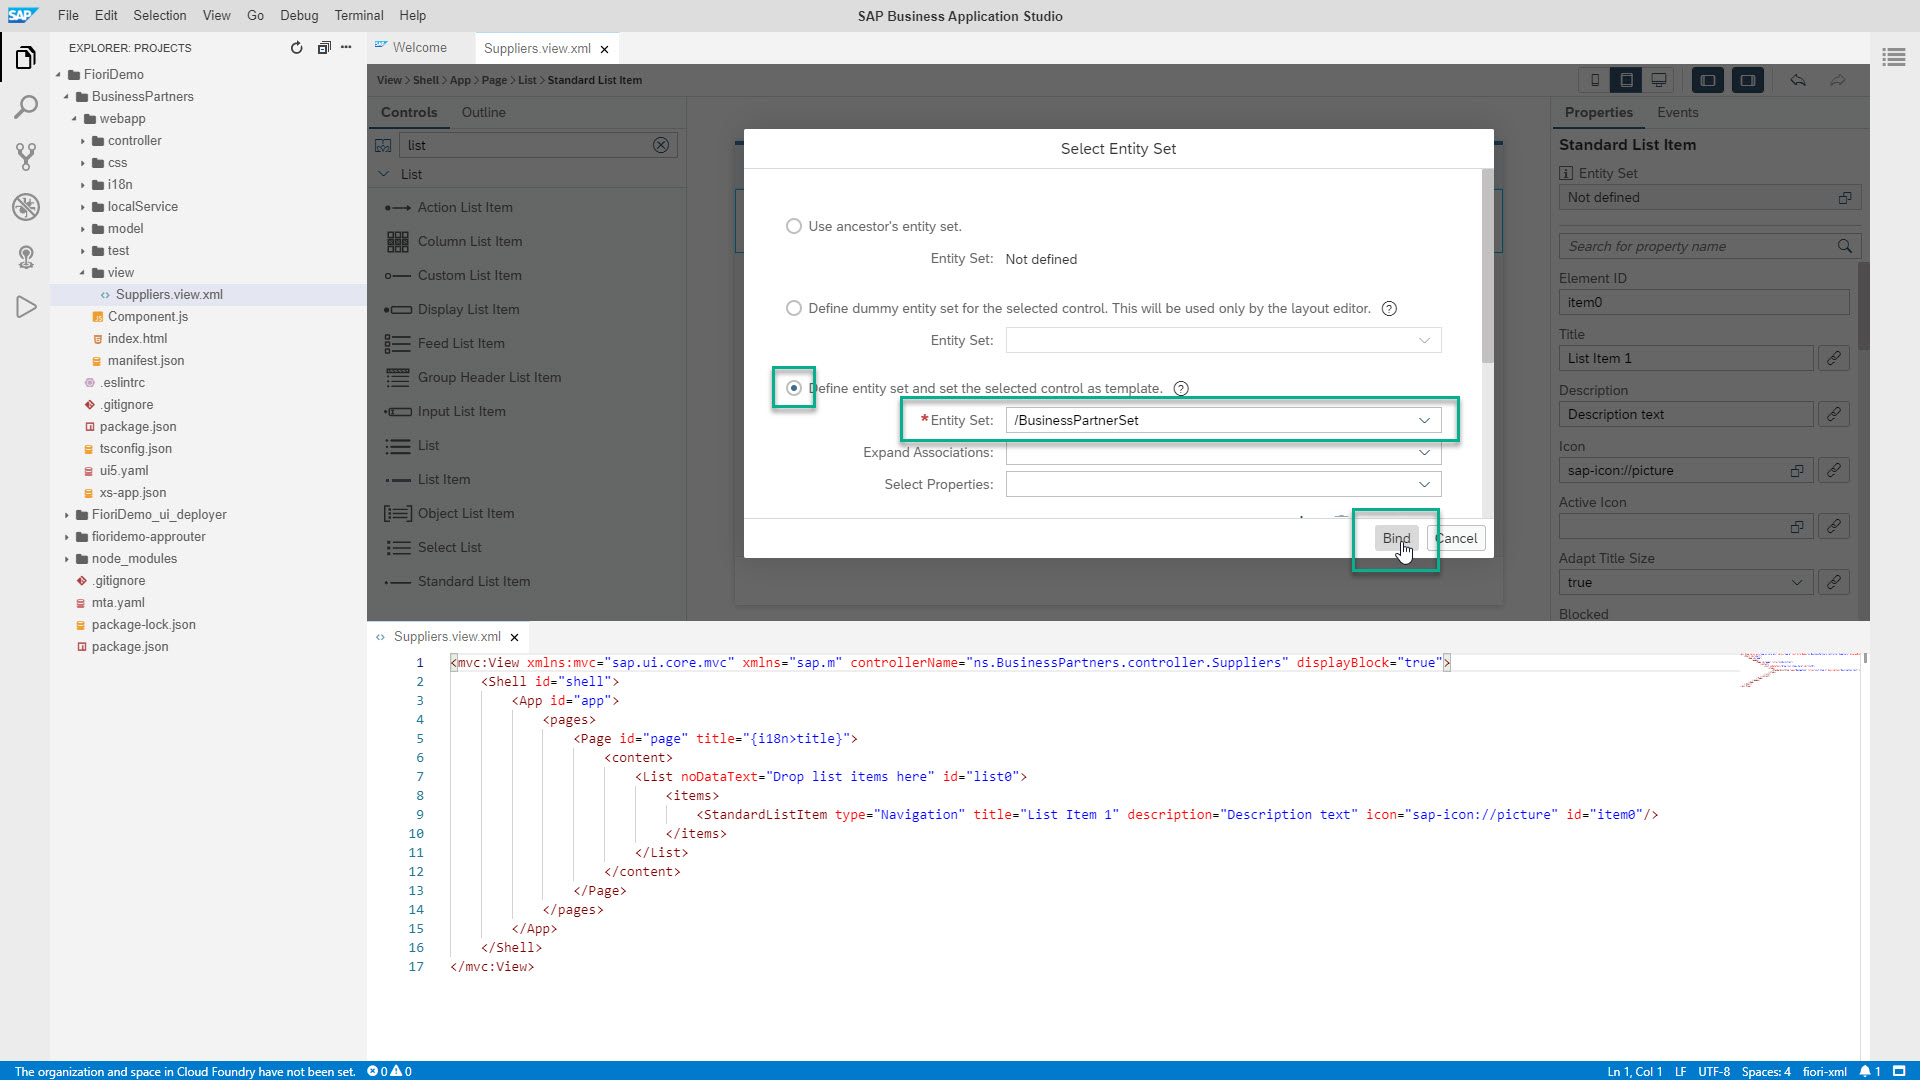 SAP File Edit Selection View Go Debug Terminal Help SAP Business Application Studio
EXPLORER: PROJECTS
FioriDemo
BusinessPartners
webapp
controller
css
i18n
localService
model
test
view
Suppliers.view.xml
Component.js
index.html
manifest.json
.eslintrc
.gitignore
package.json
tsconfig.json
ui5.yaml
xs-app.json
FioriDemo_ui_deployer
fioridemo-approuter
node_modules
.gitignore
mta.yaml
package-lock.json
package.json
Welcome
Suppliers.view.xml
View > Shell > App > Page > List > Standard List Item
Controls Outline
list
List
Action List Item
Column List Item
Custom List Item
Display List Item
Feed List Item
Group Header List Item
Input List Item
List
List Item
Object List Item
Select List
Standard List Item
Select Entity Set
Use ancestor's entity set.
Entity Set: Not defined
Define dummy entity set for the selected control. This will be used only by the layout editor.
Entity Set:
Define entity set and set the selected control as template.
*Entity Set: /BusinessPartnerSet
Expand Associations:
Select Properties:
Bind Cancel
Properties Events
Standard List Item
Entity Set
Not defined
Search for property name
Element ID
item0
Title
List Item 1
Description
Description text
Icon
sap-icon://picture
Active Icon
Adapt Title Size
true
Blocked
Suppliers.view.xml
1 <mvc:View xmlns:mvc="sap.ui.core.mvc" xmlns="sap.m" controllerName="ns.BusinessPartners.controller.Suppliers" displayBlock="true">
2 <Shell id="shell">
3 <App id="app">
4 <pages>
5 <Page id="page" title="{i18n>title}">
6 <content>
7 <List noDataText="Drop list items here" id="list0">
8 <items>
9 <StandardListItem type="Navigation" title="List Item 1" description="Description text" icon="sap-icon://picture" id="item0"/>
10 </items>
11 </List>
12 </content>
13 </Page>
14 </pages>
15 </App>
16 </Shell>
17 </mvc:View>
The organization and space in Cloud Foundry have not been set. 0 0 Ln 1, Col 1 LF UTF-8 Spaces: 4 fiori-xml 1